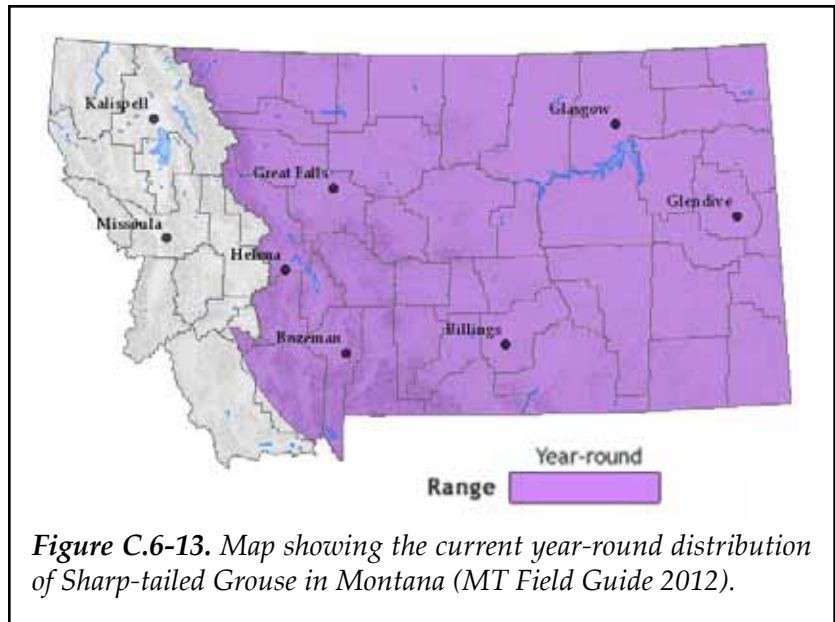 Kalispell
Glasgow
Great Falls
Glendive
Missoula
Helena
Bozeman
Billings
Year-round
Range
Figure C.6-13. Map showing the current year-round distribution
of Sharp-tailed Grouse in Montana (MT Field Guide 2012).